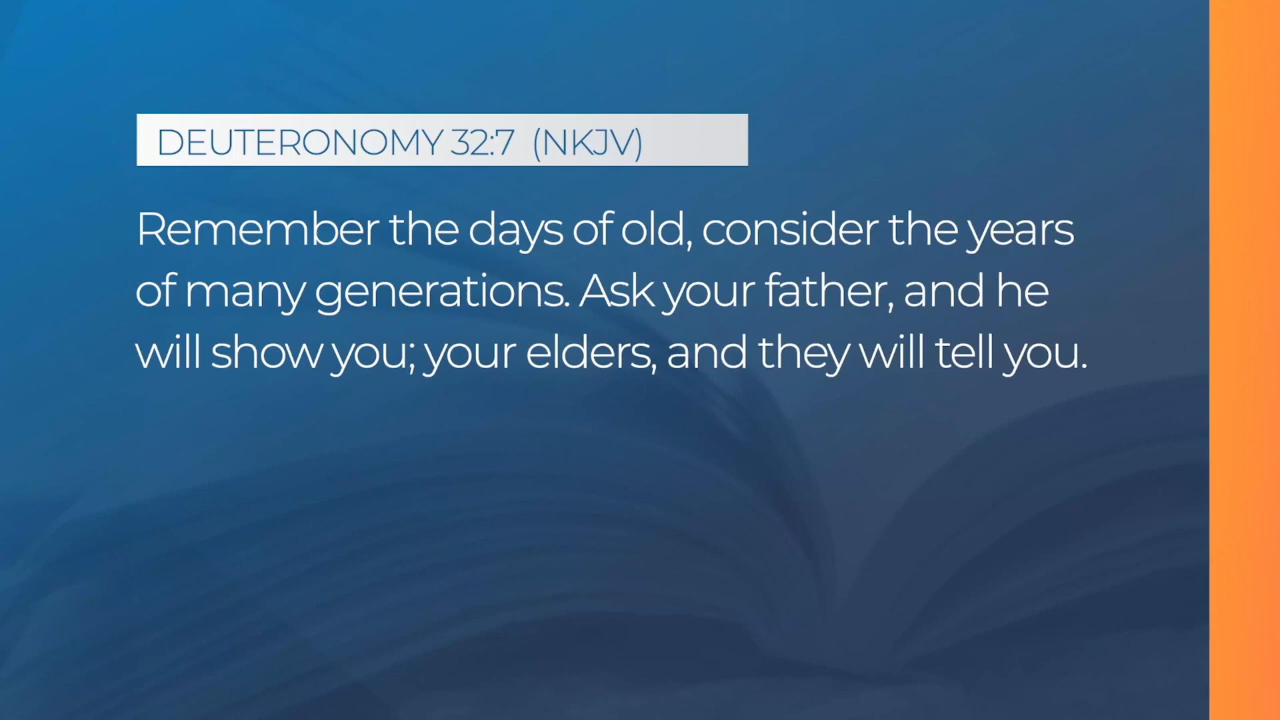 DEUTERONOMY 32:7 (NKJV)
Remember the days of old, consider the years
of many generations. Ask your father, and he
will show you; your elders, and they will tell you.